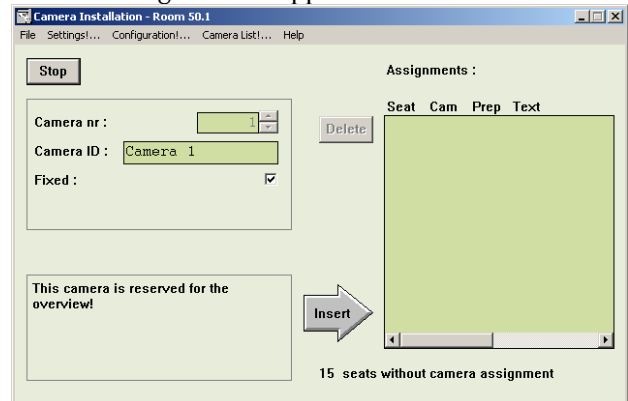 Camera Installation - Room 50.1
File Settings!... Configuration!... Camera List!... Help
Stop
Assignments :
Seat Cam Prep Text
Camera nr : 1
Delete
Camera ID : Camera 1
Fixed :
This camera is reserved for the
overview!
Insert
15 seats without camera assignment